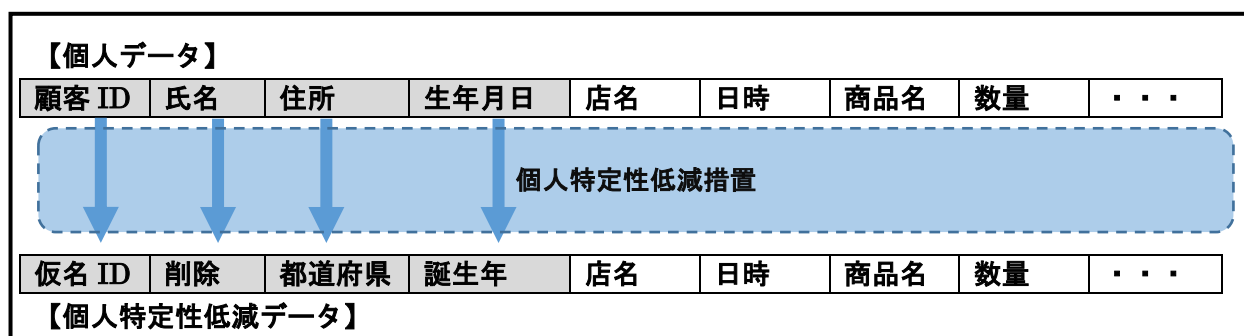 【個人データ】
顧客 ID 氏名 住所 生年月日 店名 日時 商品名 数量 ・・・
個人特定性低減措置
仮名 ID 削除 都道府県 誕生年 店名 日時 商品名 数量 ・・・
【個人特定性低減データ】